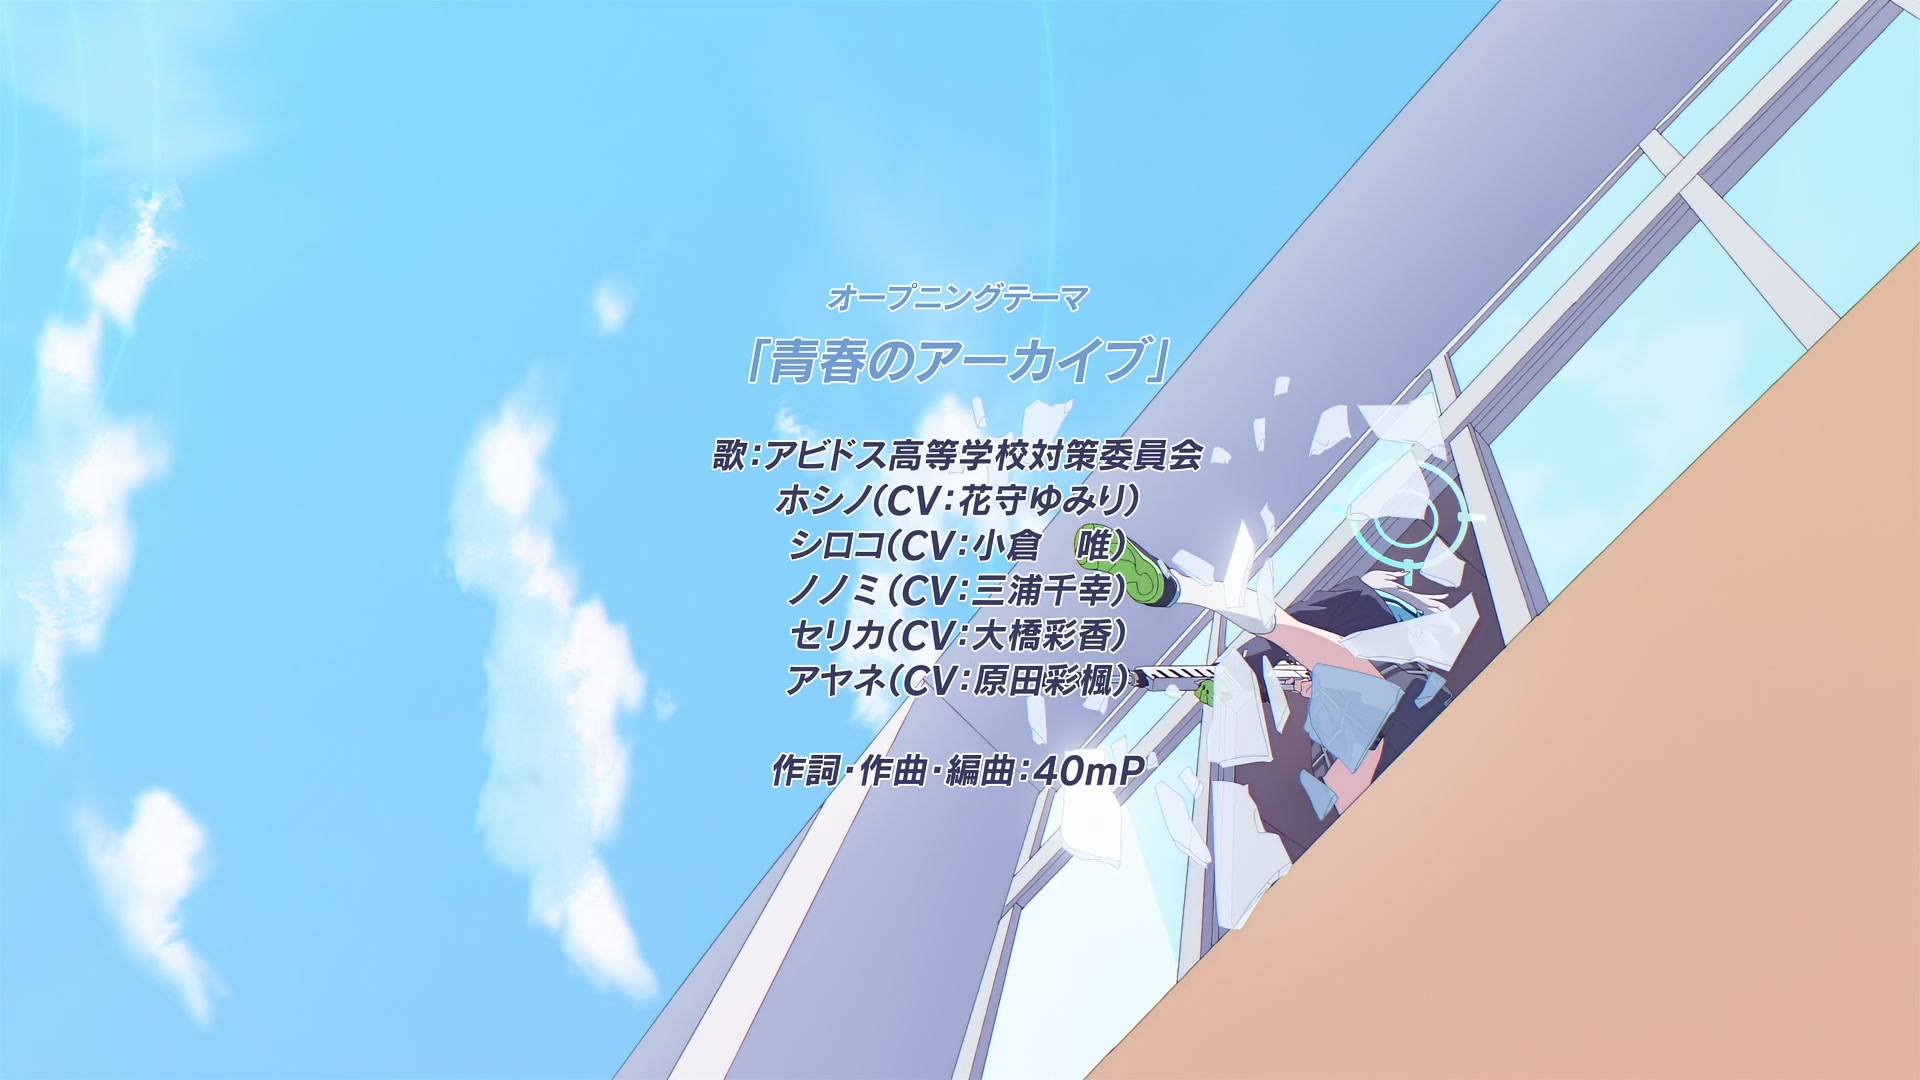 オープニングテーマ
「青春のアーカイブ」
歌：アビドス高等学校対策委員会
ホシノ（CV：花守ゆみり）
シロコ（CV：小倉　唯）
ノノミ（CV：三浦千幸）
セリカ（CV：大橋彩香）
アヤネ（CV：原田彩楓）
作詞・作曲・編曲：40mP